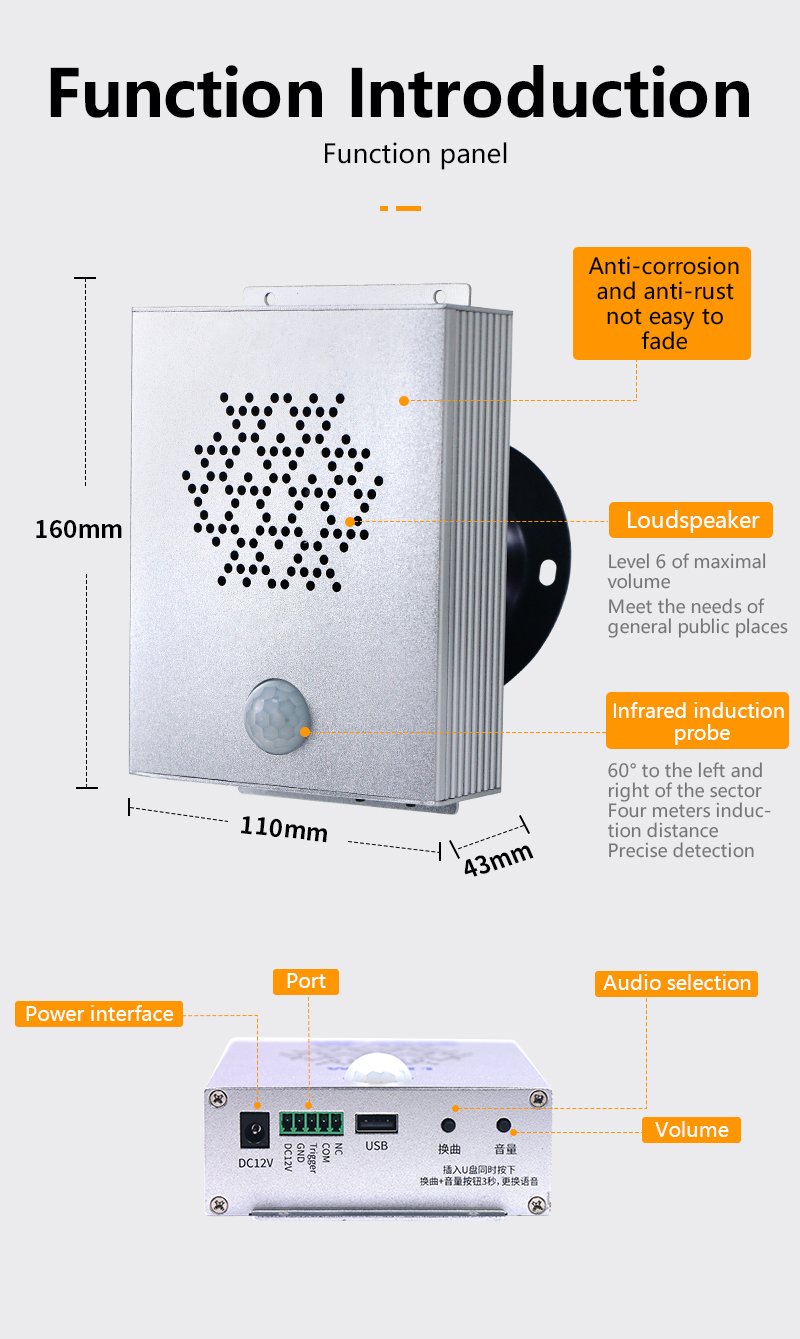 Function Introduction
Function panel
Anti-corrosion
and anti-rust
not easy to
fade
160mm
Loudspeaker
Level 6 of maximal
volume
Meet the needs of
general public places
Infrared induction
probe
60° to the left and
right of the sector
Four meters induc-
tion distance
Precise detection
110mm
43mm
Port
Audio selection
Power interface
Volume
DC12V
DC12V
GND
Trigger
COM
NC
USB
换曲
音量
插入U盘同时按下
换曲+音量按钮3秒,更换语音